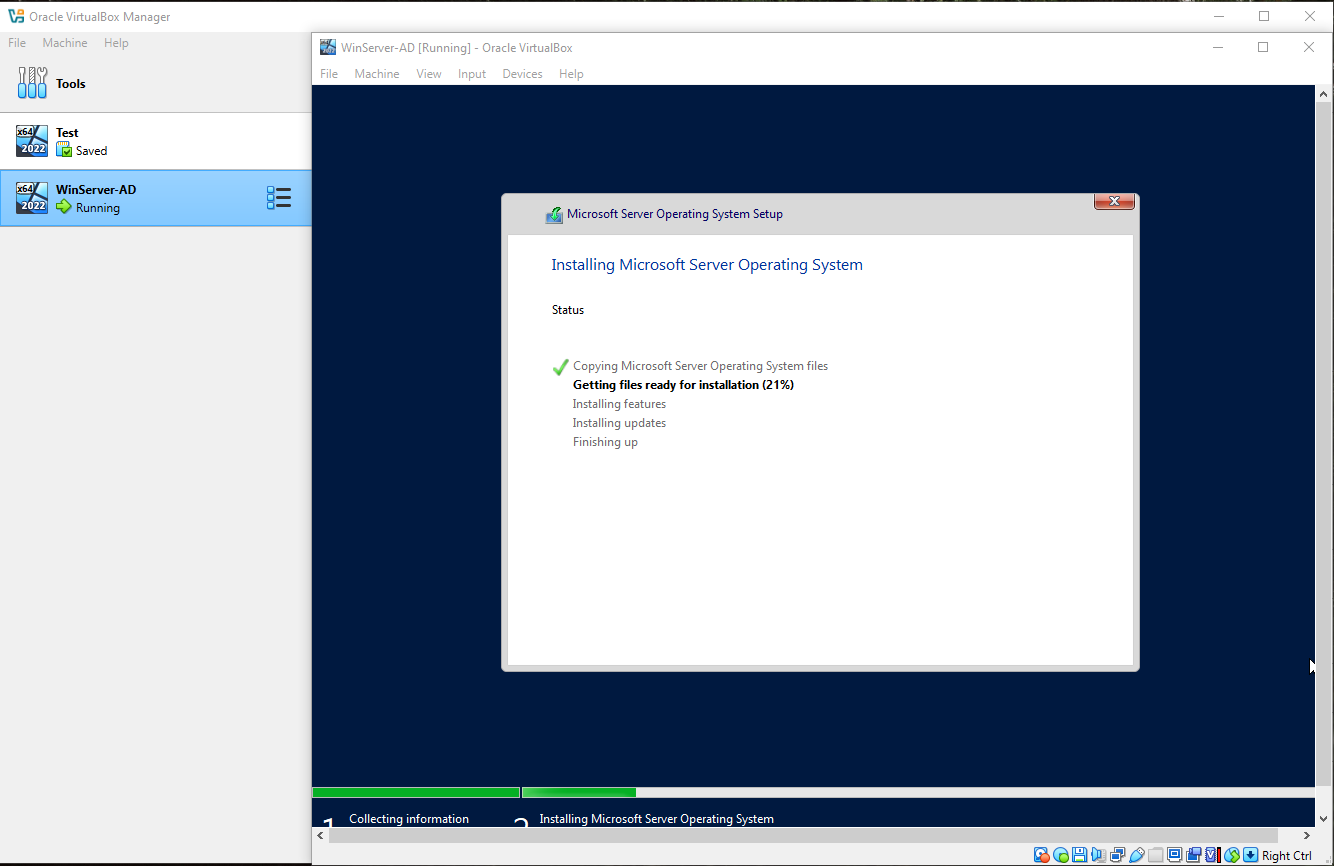 Oracle VirtualBox Manager
File Machine Help
Tools
x64 2022 Test
Saved
x64 2022 WinServer-AD
Running
WinServer-AD [Running] - Oracle VirtualBox
File Machine View Input Devices Help
Microsoft Server Operating System Setup
Installing Microsoft Server Operating System
Status
Copying Microsoft Server Operating System files
Getting files ready for installation (21%)
Installing features
Installing updates
Finishing up
1 Collecting information 2 Installing Microsoft Server Operating System
Right Ctrl